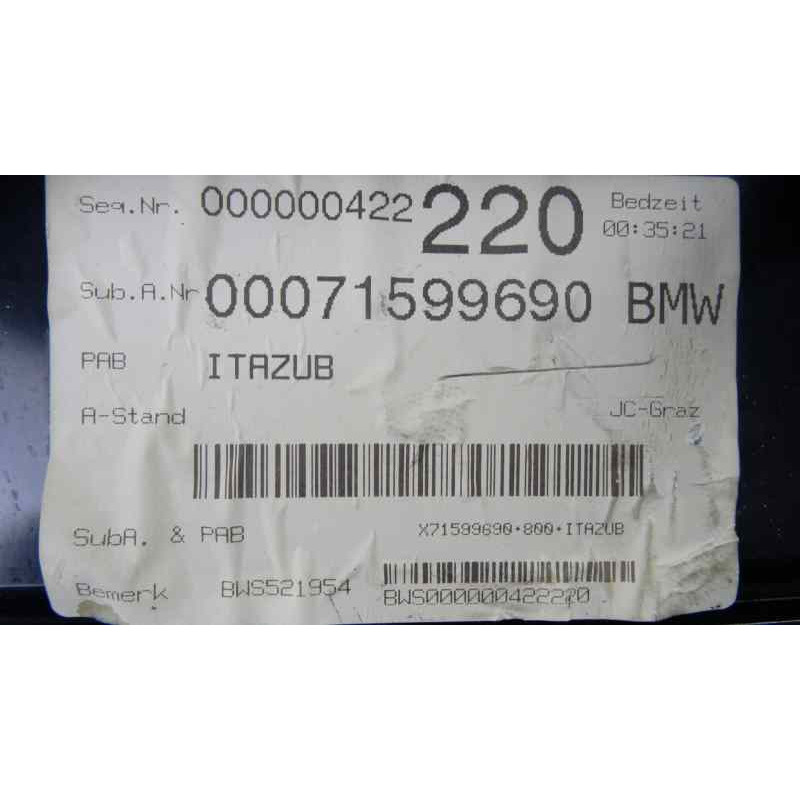 Seq.Nr. 000000422 220 Bedzeit
00:35:21
Sub.A.Nr 00071599690 BMW
PAB ITAZUB
A-Stand JC-Graz
SubA. & PAB X71599690·800·ITAZUB
Bemerk BWS521954 BWS000000422220